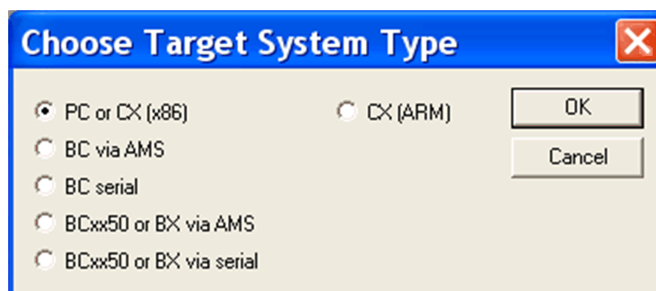 Choose Target System Type
PC or CX (x86)
CX (ARM)
OK
BC via AMS
Cancel
BC serial
BCxx50 or BX via AMS
BCxx50 or BX via serial